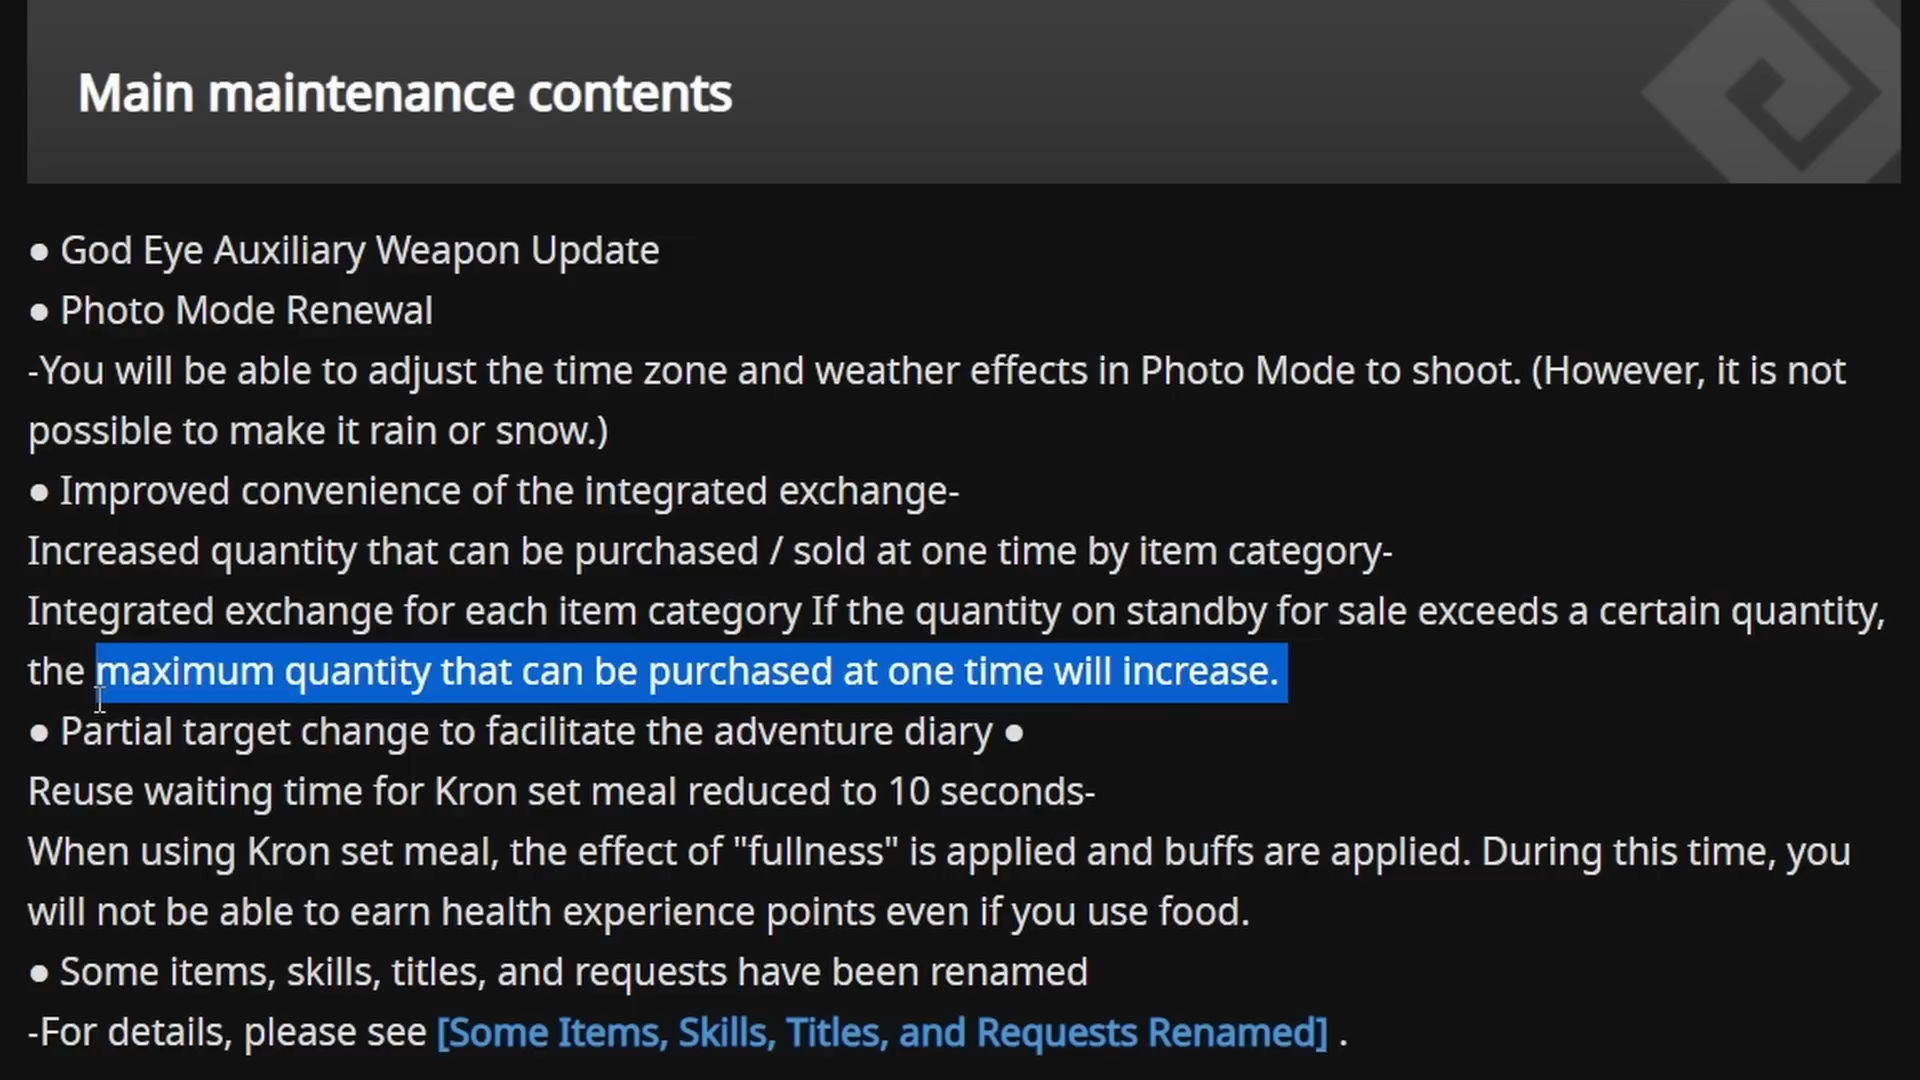 Main maintenance contents
● God Eye Auxiliary Weapon Update
● Photo Mode Renewal
-You will be able to adjust the time zone and weather effects in Photo Mode to shoot. (However, it is not
possible to make it rain or snow.)
● Improved convenience of the integrated exchange-
Increased quantity that can be purchased / sold at one time by item category-
Integrated exchange for each item category If the quantity on standby for sale exceeds a certain quantity,
the maximum quantity that can be purchased at one time will increase.
● Partial target change to facilitate the adventure diary ●
Reuse waiting time for Kron set meal reduced to 10 seconds-
When using Kron set meal, the effect of "fullness" is applied and buffs are applied. During this time, you
will not be able to earn health experience points even if you use food.
● Some items, skills, titles, and requests have been renamed
-For details, please see [Some Items, Skills, Titles, and Requests Renamed] .